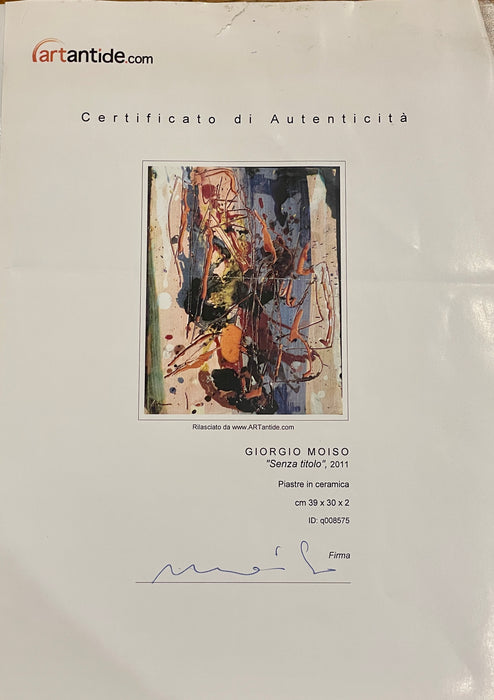 artantide.com
Certificato di Autenticità
Rilasciato da www.ARTantide.com
GIORGIO MOISO
"Senza titolo", 2011
Piastre in ceramica
cm 39 x 30 x 2
ID: q008575
Firma